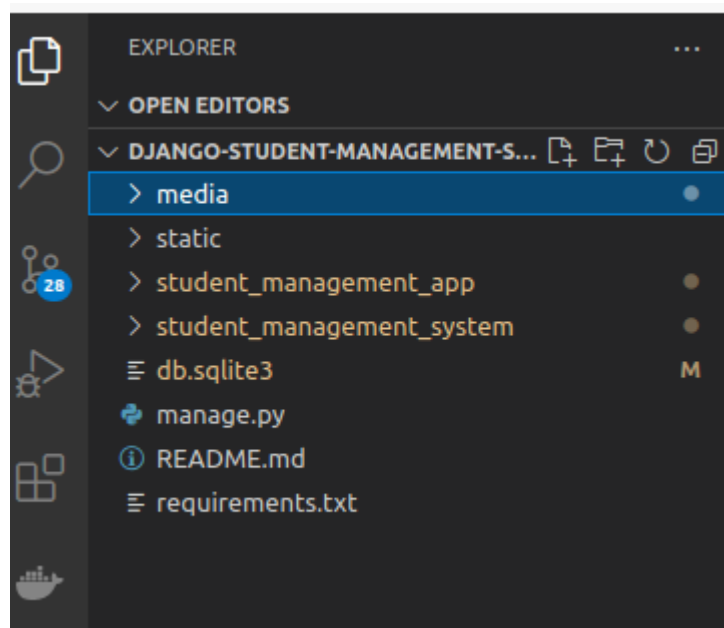 EXPLORER
OPEN EDITORS
DJANGO-STUDENT-MANAGEMENT-S...
media
static
28
student_management_app
student_management_system
db.sqlite3 M
manage.py
README.md
requirements.txt